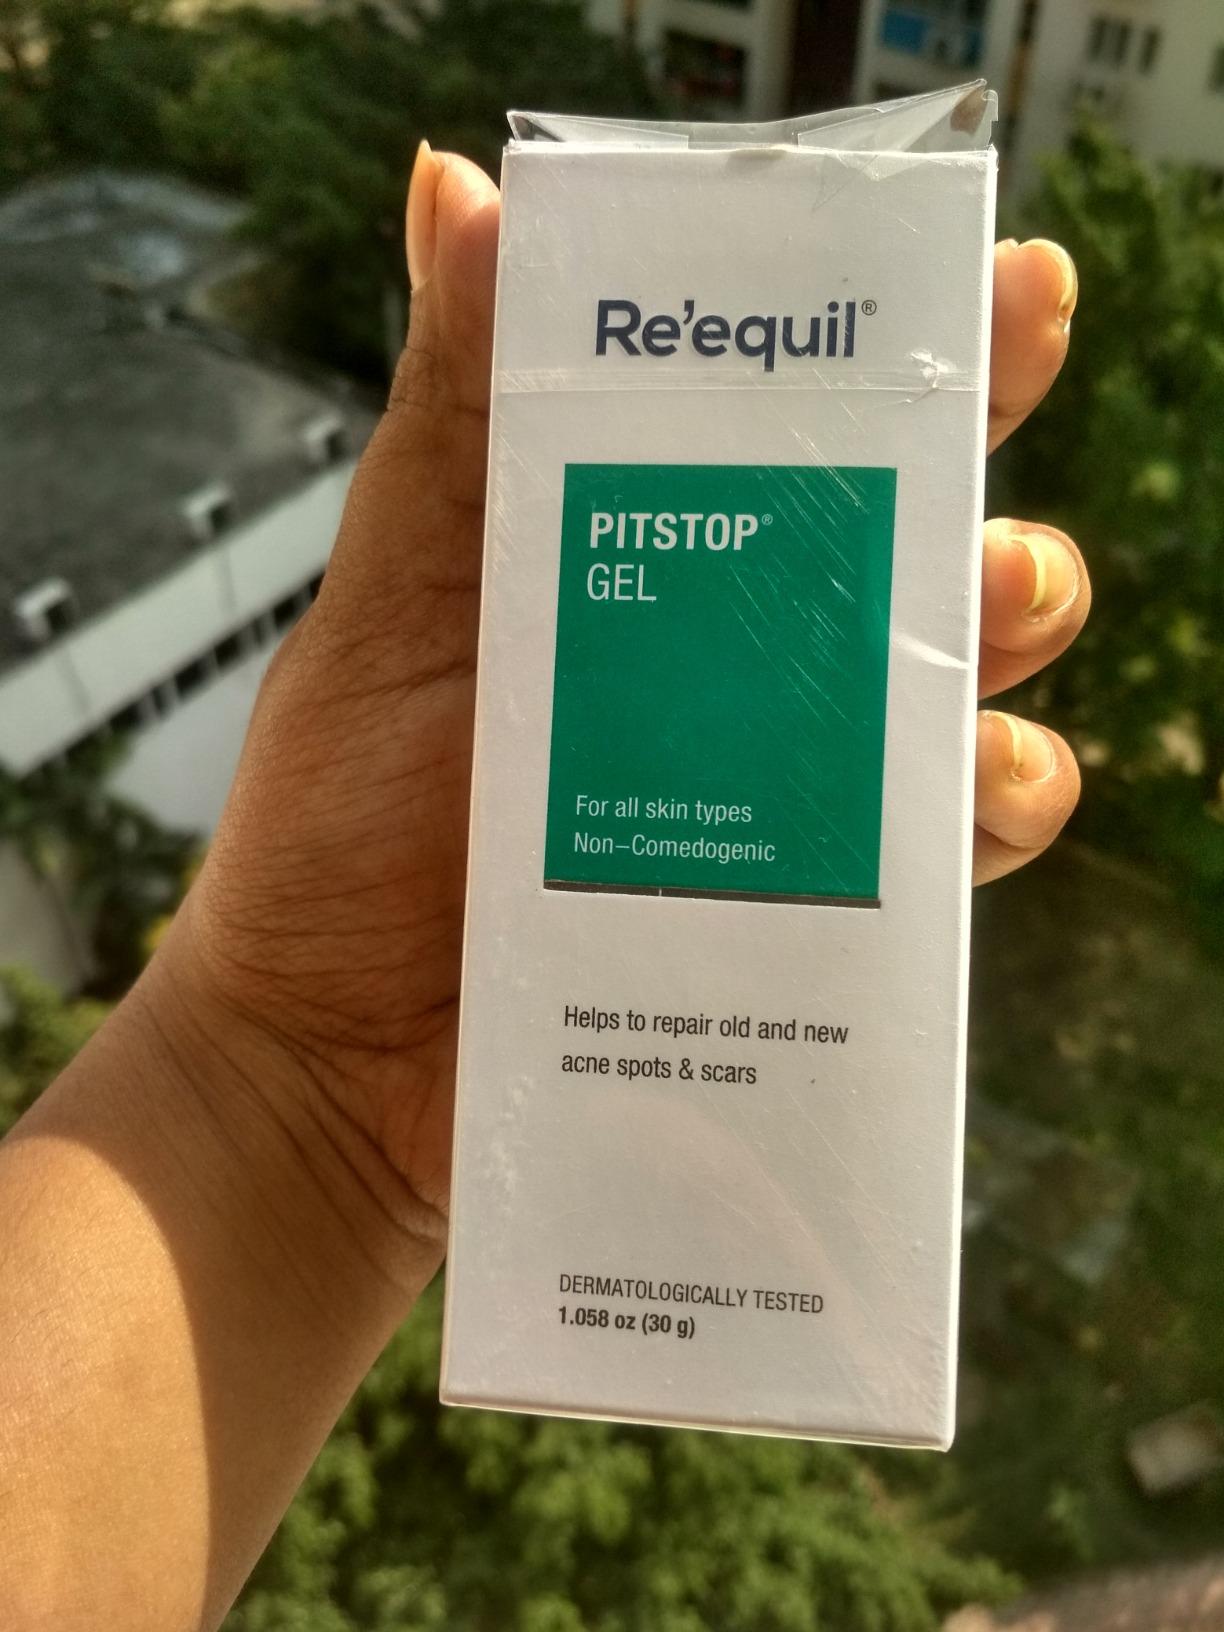 Re'equil®
PITSTOP®
GEL
For all skin types
Non–Comedogenic
Helps to repair old and new
acne spots & scars
DERMATOLOGICALLY TESTED
1.058 oz (30 g)